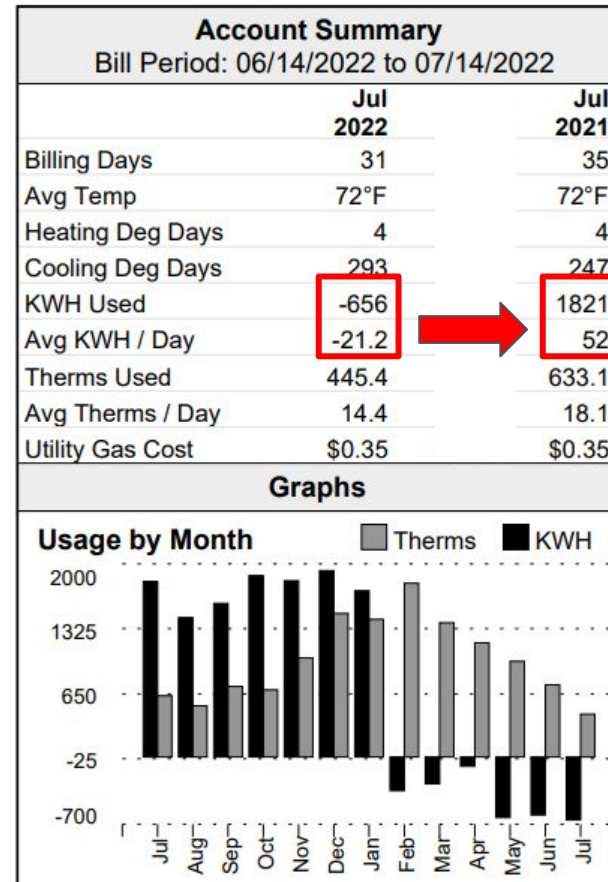 Account Summary
Bill Period: 06/14/2022 to 07/14/2022
Jul Jul
2022 2021
Billing Days 31 35
Avg Temp 72°F 72°F
Heating Deg Days 4 4
Cooling Deg Days 293 247
KWH Used -656 1821
Avg KWH / Day -21.2 52
Therms Used 445.4 633.1
Avg Therms / Day 14.4 18.1
Utility Gas Cost $0.35 $0.35
Graphs
Usage by Month Therms KWH
2000
1325
650
-25
-700
Jul Aug Sep Oct Nov Dec Jan Feb Mar Apr May Jun Jul